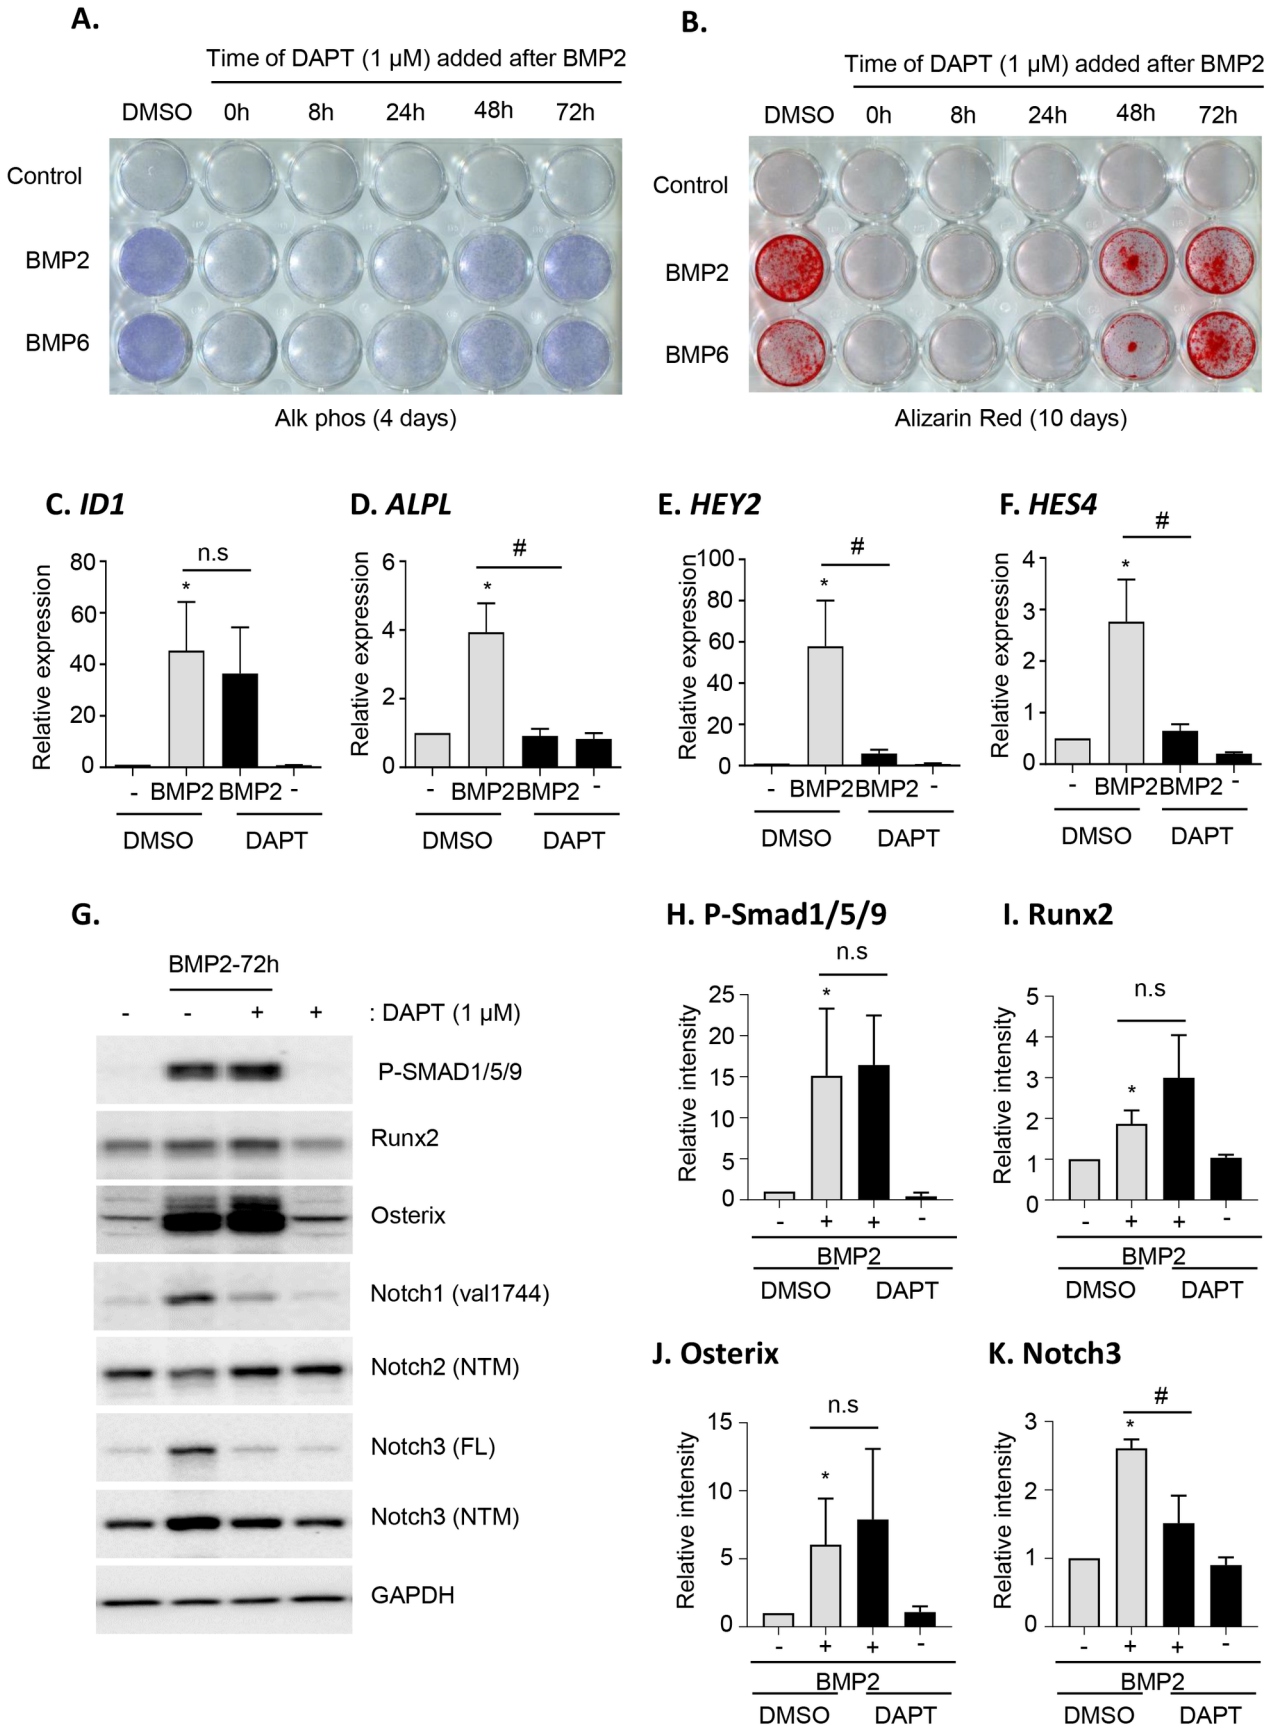 A.
Time of DAPT (1 µM) added after BMP2
DMSO 0h 8h 24h 48h 72h
Control
BMP2
BMP6
Alk phos (4 days)
B.
Time of DAPT (1 µM) added after BMP2
DMSO 0h 8h 24h 48h 72h
Control
BMP2
BMP6
Alizarin Red (10 days)
C. ID1
n.s
*
Relative expression
80
60
40
20
0
- BMP2 BMP2 -
DMSO DAPT
D. ALPL
#
*
Relative expression
6
4
2
0
- BMP2 BMP2 -
DMSO DAPT
E. HEY2
#
*
Relative expression
100
80
60
40
20
0
- BMP2 BMP2 -
DMSO DAPT
F. HES4
#
*
Relative expression
4
3
2
1
0
- BMP2 BMP2 -
DMSO DAPT
G.
BMP2-72h
- - + + : DAPT (1 µM)
P-SMAD1/5/9
Runx2
Osterix
Notch1 (val1744)
Notch2 (NTM)
Notch3 (FL)
Notch3 (NTM)
GAPDH
H. P-Smad1/5/9
n.s
*
Relative intensity
25
20
15
10
5
0
- + + -
BMP2
DMSO DAPT
I. Runx2
n.s
*
Relative intensity
5
4
3
2
1
0
- + + -
BMP2
DMSO DAPT
J. Osterix
n.s
*
Relative intensity
15
10
5
0
- + + -
BMP2
DMSO DAPT
K. Notch3
#
*
Relative intensity
3
2
1
0
- + + -
BMP2
DMSO DAPT